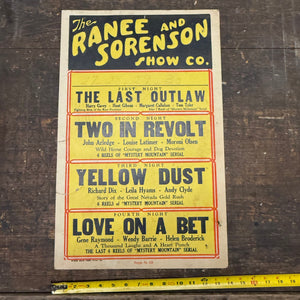 The
RANEE AND
SORENSON
SHOW CO.
FIRST NIGHT
THE LAST OUTLAW
Harry Carey - Hoot Gibson - Margaret Callahan - Tom Tyler
SECOND NIGHT
TWO IN REVOLT
John Arledge - Louise Latimer - Moroni Olsen
Wild Horse Courage and Dog Devotion
4 REELS OF "MYSTERY MOUNTAIN" SERIAL
THIRD NIGHT
YELLOW DUST
Richard Dix - Leila Hyams - Andy Clyde
Story of the Great Nevada Gold Rush
4 REELS of "MYSTERY MOUNTAIN" SERIAL
FOURTH NIGHT
LOVE ON A BET
Gene Raymond - Wendy Barrie - Helen Broderick
A Thousand Laughs and A Heart Punch
THE LAST 6 REELS OF "MYSTERY MOUNTAIN" SERIAL